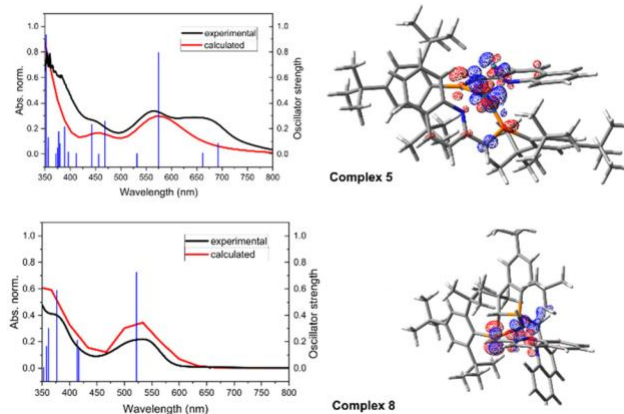 experimental
calculated
Abs. norm.
1.0
0.8
0.6
0.4
0.2
0.0
1.0
0.8
0.6
0.4
0.2
0.0
Oscillator strength
350 400 450 500 550 600 650 700 750 800
Wavelength (nm)
Complex 5
experimental
calculated
Abs. norm.
1.0
0.8
0.6
0.4
0.2
0.0
1.0
0.8
0.6
0.4
0.2
0.0
Oscillator strength
350 400 450 500 550 600 650 700 750 800
Wavelength (nm)
Complex 8